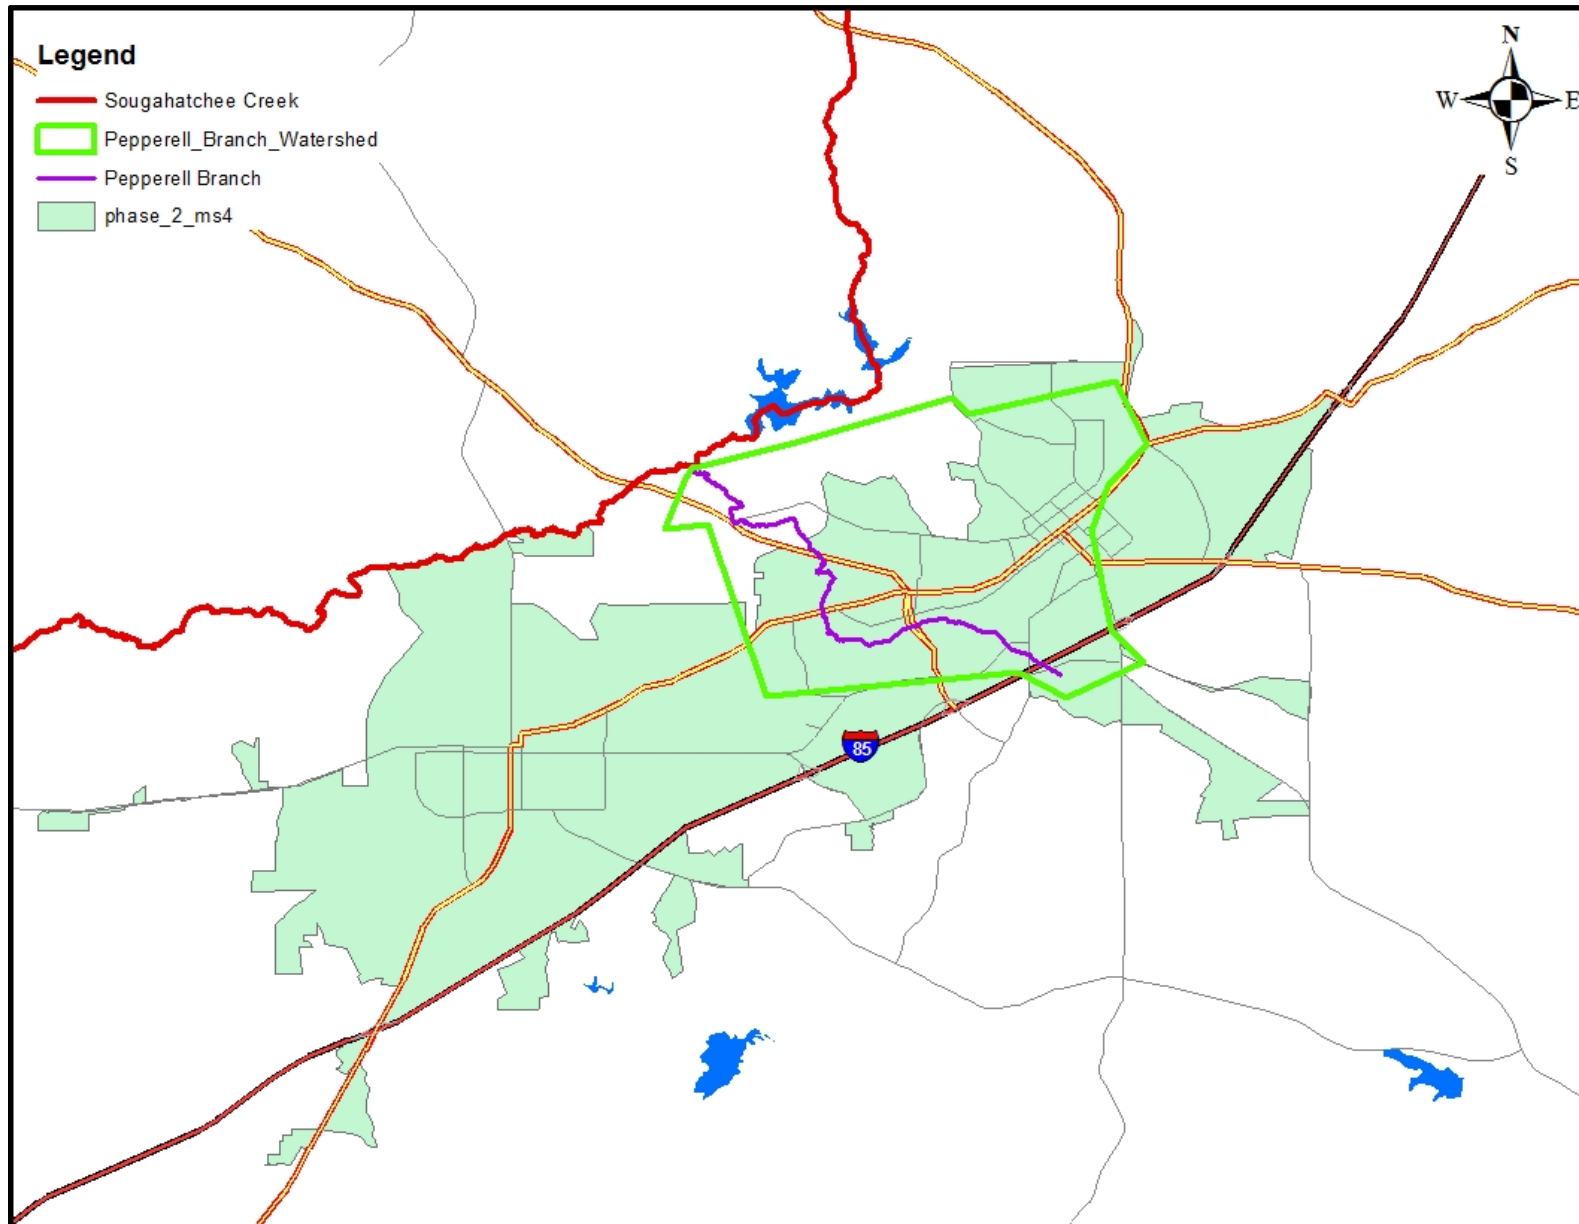 Legend
Sougahatchee Creek
Pepperell_Branch_Watershed
Pepperell Branch
phase_2_ms4
N
W E
S
85